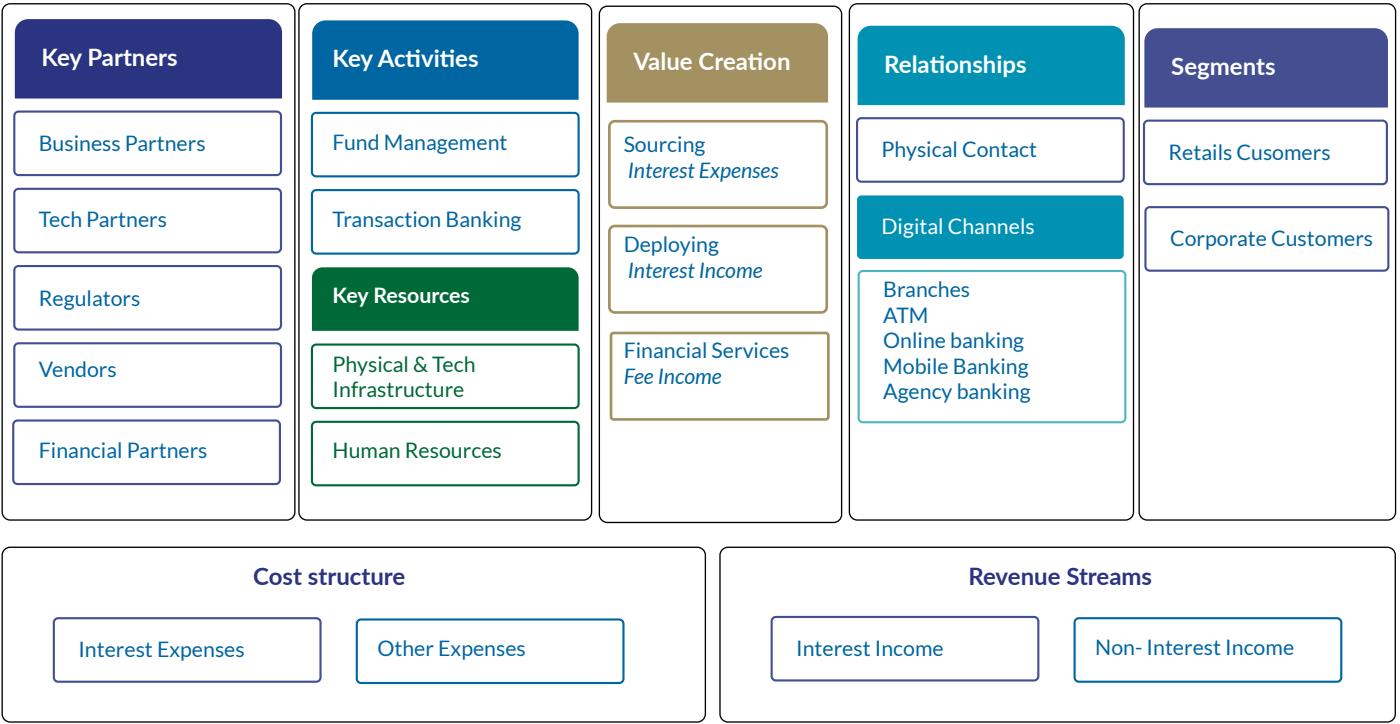 Key Partners
Business Partners
Tech Partners
Regulators
Vendors
Financial Partners
Key Activities
Fund Management
Transaction Banking
Key Resources
Physical & Tech
Infrastructure
Human Resources
Value Creation
Sourcing
Interest Expenses
Deploying
Interest Income
Financial Services
Fee Income
Relationships
Physical Contact
Digital Channels
Branches
ATM
Online banking
Mobile Banking
Agency banking
Segments
Retails Cusomers
Corporate Customers
Cost structure
Interest Expenses
Other Expenses
Revenue Streams
Interest Income
Non- Interest Income